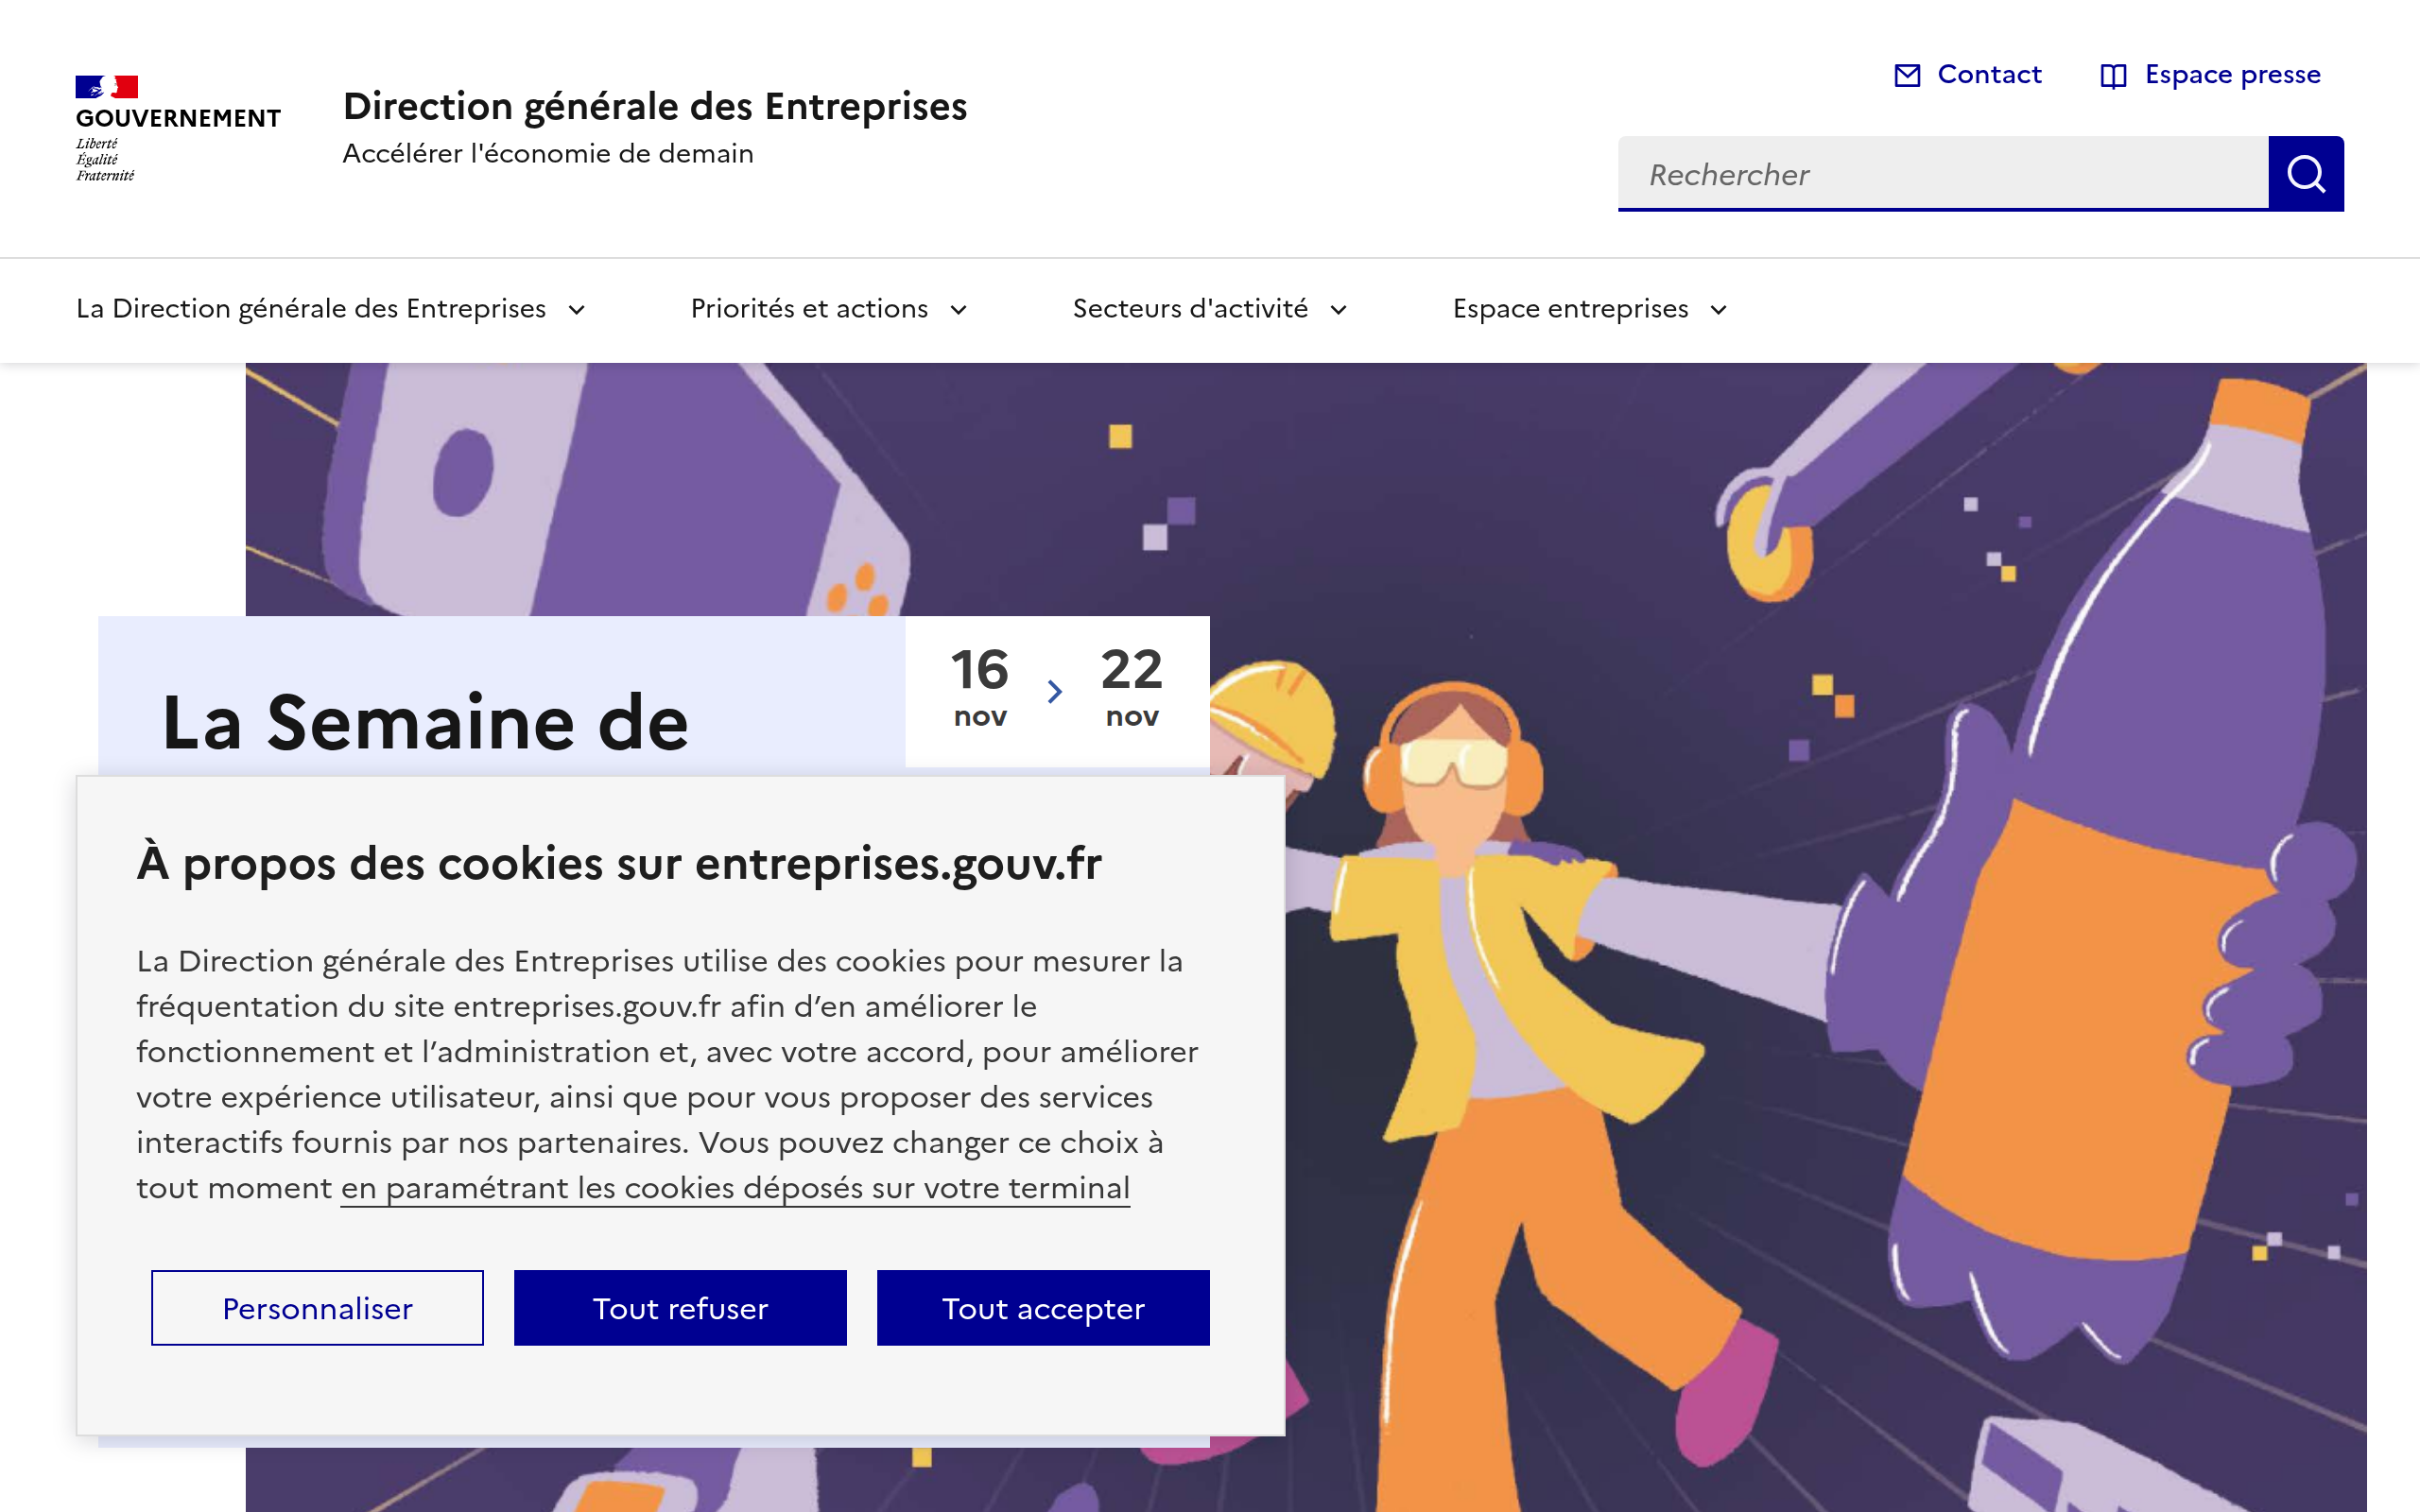 GOUVERNEMENT
Liberté
Égalité
Fraternité
Direction générale des Entreprises
Accélérer l'économie de demain
Contact
Espace presse
Rechercher
La Direction générale des Entreprises
Priorités et actions
Secteurs d'activité
Espace entreprises
La Semaine de
16
nov
22
nov
À propos des cookies sur entreprises.gouv.fr
La Direction générale des Entreprises utilise des cookies pour mesurer la
fréquentation du site entreprises.gouv.fr afin d’en améliorer le
fonctionnement et l’administration et, avec votre accord, pour améliorer
votre expérience utilisateur, ainsi que pour vous proposer des services
interactifs fournis par nos partenaires. Vous pouvez changer ce choix à
tout moment en paramétrant les cookies déposés sur votre terminal
Personnaliser
Tout refuser
Tout accepter